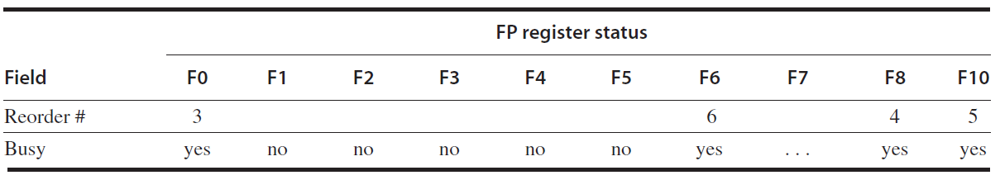 FP register status
Field F0 F1 F2 F3 F4 F5 F6 F7 F8 F10
Reorder # 3 6 4 5
Busy yes no no no no no yes . . . yes yes